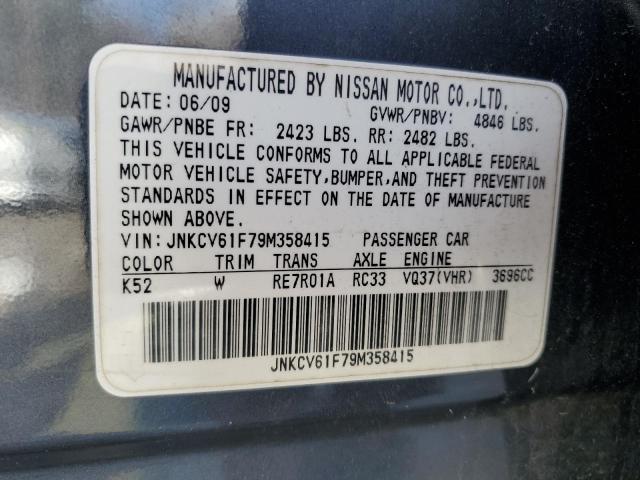 MANUFACTURED BY NISSAN MOTOR CO.,LTD.
DATE: 06/09 GVWR/PNBV: 4846 LBS.
GAWR/PNBE FR: 2423 LBS. RR: 2482 LBS.
THIS VEHICLE CONFORMS TO ALL APPLICABLE FEDERAL
MOTOR VEHICLE SAFETY,BUMPER,AND THEFT PREVENTION
STANDARDS IN EFFECT ON THE DATE OF MANUFACTURE
SHOWN ABOVE.
VIN: JNKCV61F79M358415 PASSENGER CAR
COLOR TRIM TRANS AXLE ENGINE
K52 W RE7R01A RC33 VQ37(VHR) 3696CC
JNKCV61F79M358415